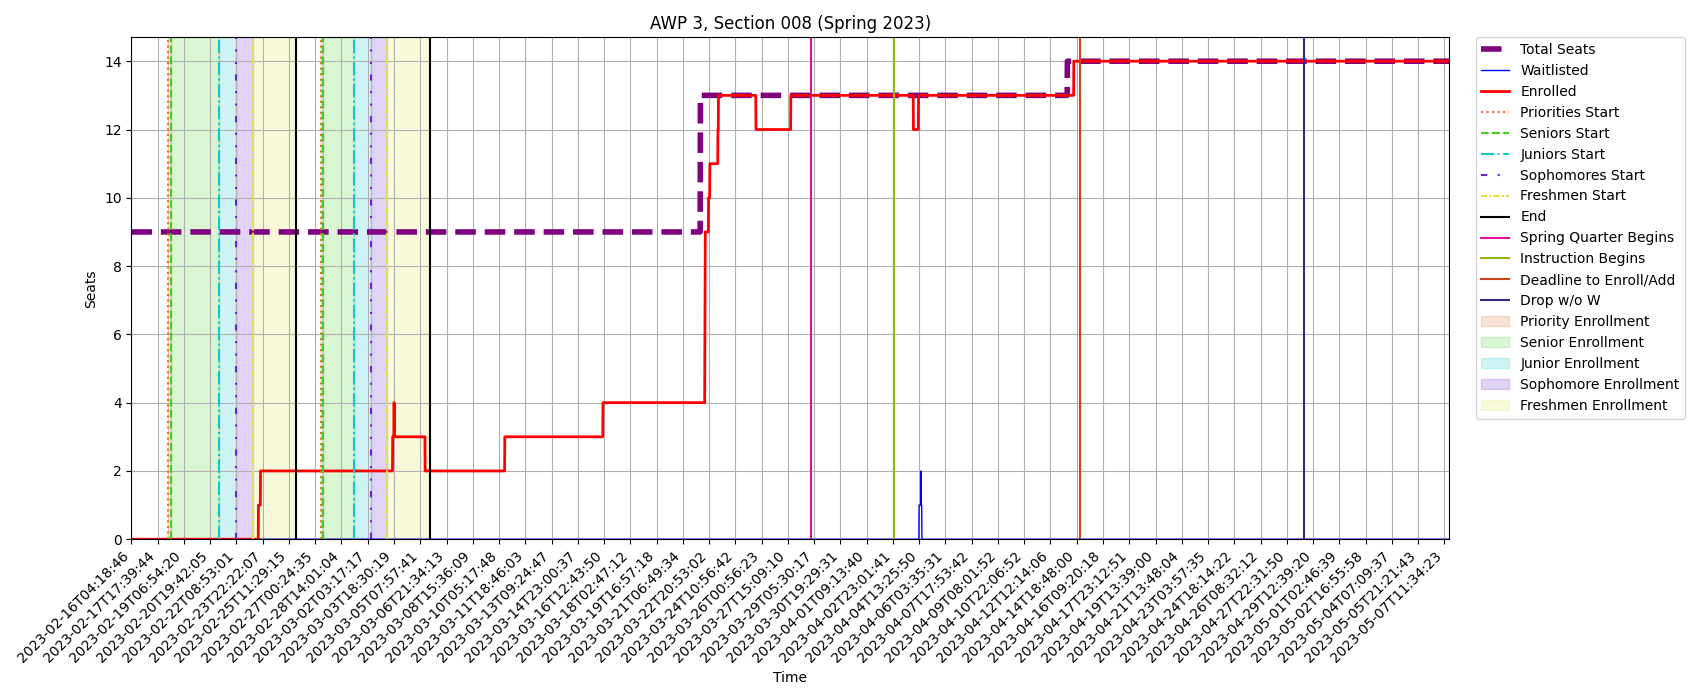 AWP 3, Section 008 (Spring 2023)
Seats
14
12
10
8
6
4
2
0
2023-02-16T04:18:46
2023-02-17T17:39:44
2023-02-19T06:54:20
2023-02-20T19:42:05
2023-02-22T08:53:01
2023-02-23T22:22:07
2023-02-25T11:29:15
2023-02-27T00:24:35
2023-02-28T14:01:04
2023-03-02T03:17:17
2023-03-03T18:30:19
2023-03-05T07:57:41
2023-03-06T21:34:13
2023-03-08T15:36:09
2023-03-10T05:17:48
2023-03-11T18:46:03
2023-03-13T09:24:47
2023-03-14T23:00:37
2023-03-16T12:43:50
2023-03-18T02:47:12
2023-03-19T16:57:18
2023-03-21T06:49:34
2023-03-22T20:53:02
2023-03-24T10:56:42
2023-03-26T00:56:23
2023-03-27T15:09:10
2023-03-29T05:30:17
2023-03-30T19:29:31
2023-04-01T09:13:40
2023-04-02T23:01:41
2023-04-04T13:25:50
2023-04-06T03:35:31
2023-04-07T17:53:42
2023-04-09T08:01:52
2023-04-10T22:06:52
2023-04-12T12:14:06
2023-04-14T18:48:00
2023-04-16T09:20:18
2023-04-17T23:12:51
2023-04-19T13:39:00
2023-04-21T13:48:04
2023-04-23T03:57:35
2023-04-24T18:14:22
2023-04-26T08:32:12
2023-04-27T22:31:50
2023-04-29T12:39:20
2023-05-01T02:46:39
2023-05-02T16:55:58
2023-05-04T07:09:37
2023-05-05T21:21:43
2023-05-07T11:34:23
Time
Total Seats
Waitlisted
Enrolled
Priorities Start
Seniors Start
Juniors Start
Sophomores Start
Freshmen Start
End
Spring Quarter Begins
Instruction Begins
Deadline to Enroll/Add
Drop w/o W
Priority Enrollment
Senior Enrollment
Junior Enrollment
Sophomore Enrollment
Freshmen Enrollment